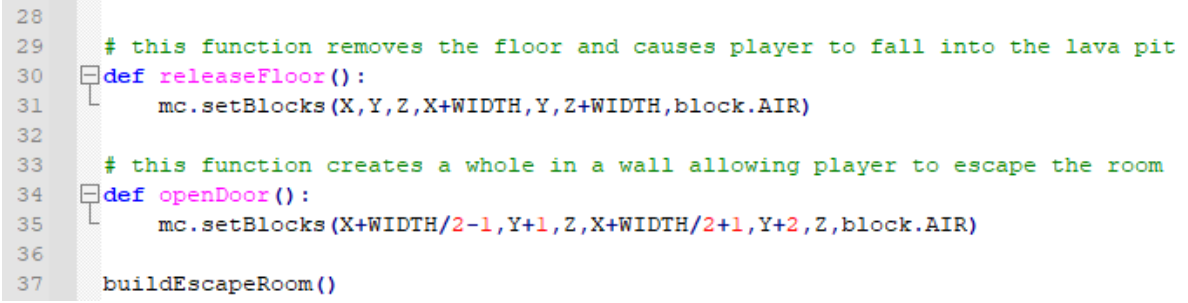 28
29 # this function removes the floor and causes player to fall into the lava pit
30 def releaseFloor():
31     mc.setBlocks(X,Y,Z,X+WIDTH,Y,Z+WIDTH,block.AIR)
32
33 # this function creates a whole in a wall allowing player to escape the room
34 def openDoor():
35     mc.setBlocks(X+WIDTH/2-1,Y+1,Z,X+WIDTH/2+1,Y+2,Z,block.AIR)
36
37 buildEscapeRoom()